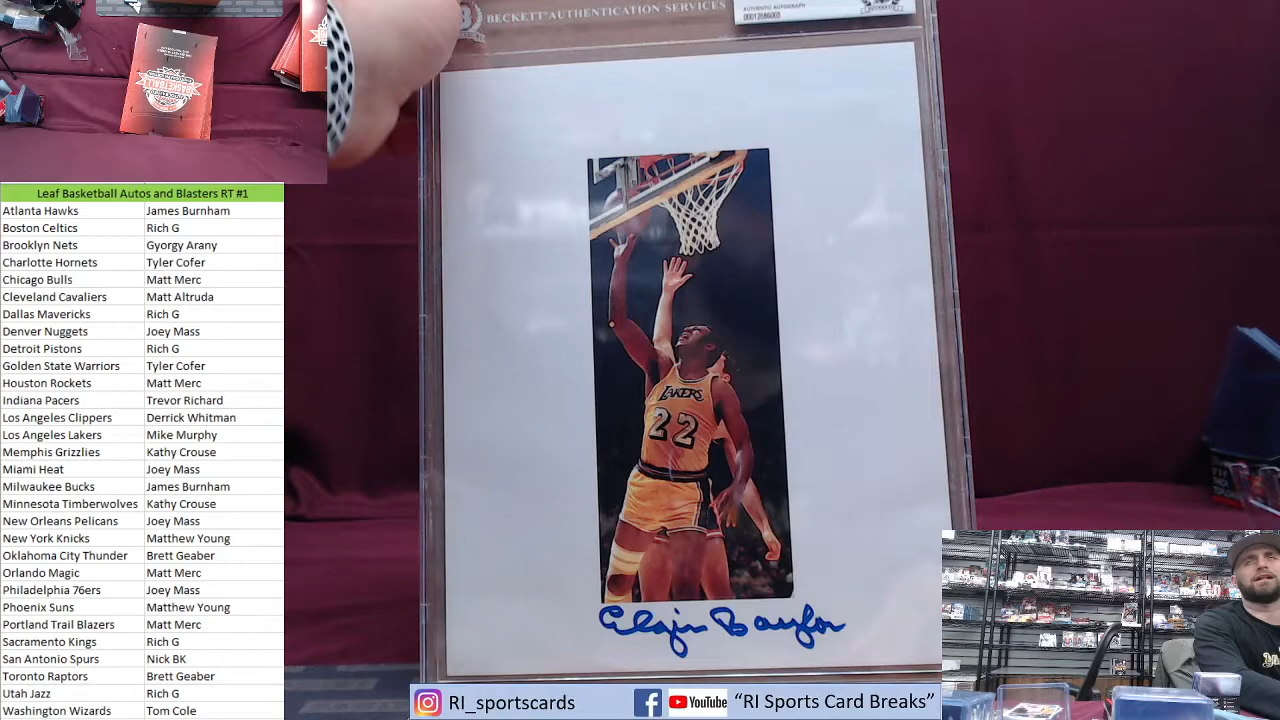 BECKETT AUTHENTICATION SERVICES
AUTHENTIC AUTOGRAPH
BASKETBALL
LAKERS
22
Elgin Baylor
Leaf Basketball Autos and Blasters RT #1
Atlanta Hawks James Burnham
Boston Celtics Rich G
Brooklyn Nets Gyorgy Arany
Charlotte Hornets Tyler Cofer
Chicago Bulls Matt Merc
Cleveland Cavaliers Matt Altruda
Dallas Mavericks Rich G
Denver Nuggets Joey Mass
Detroit Pistons Rich G
Golden State Warriors Tyler Cofer
Houston Rockets Matt Merc
Indiana Pacers Trevor Richard
Los Angeles Clippers Derrick Whitman
Los Angeles Lakers Mike Murphy
Memphis Grizzlies Kathy Crouse
Miami Heat Joey Mass
Milwaukee Bucks James Burnham
Minnesota Timberwolves Kathy Crouse
New Orleans Pelicans Joey Mass
New York Knicks Matthew Young
Oklahoma City Thunder Brett Geaber
Orlando Magic Matt Merc
Philadelphia 76ers Joey Mass
Phoenix Suns Matthew Young
Portland Trail Blazers Matt Merc
Sacramento Kings Rich G
San Antonio Spurs Nick BK
Toronto Raptors Brett Geaber
Utah Jazz Rich G
Washington Wizards Tom Cole
RI_sportscards
YouTube "RI Sports Card Breaks"